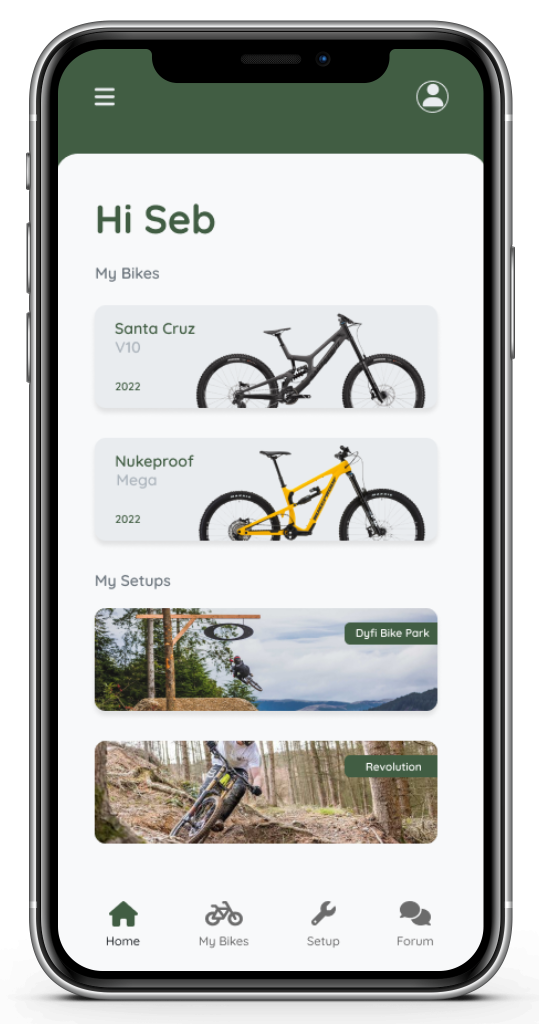 Hi Seb
My Bikes
Santa Cruz
V10
2022
Nukeproof
Mega
2022
My Setups
Dyfi Bike Park
Revolution
Home
My Bikes
Setup
Forum